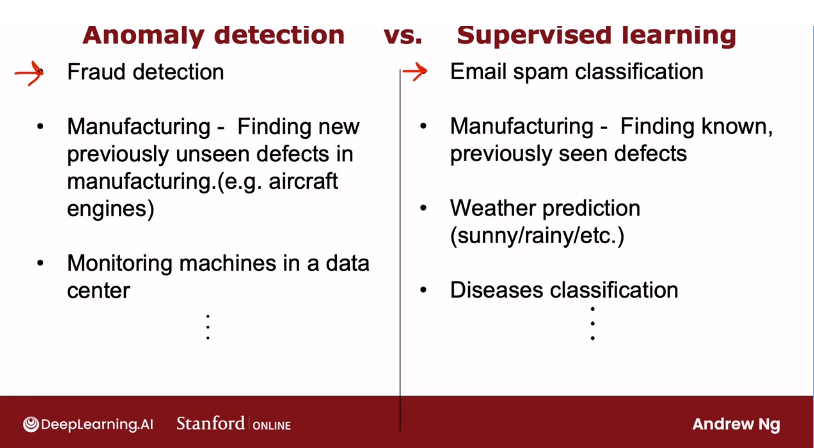 Anomaly detection vs. Supervised learning
Fraud detection
• Manufacturing - Finding new
previously unseen defects in
manufacturing.(e.g. aircraft
engines)
• Monitoring machines in a data
center
Email spam classification
• Manufacturing - Finding known,
previously seen defects
• Weather prediction
(sunny/rainy/etc.)
• Diseases classification
DeepLearning.AI Stanford ONLINE Andrew Ng